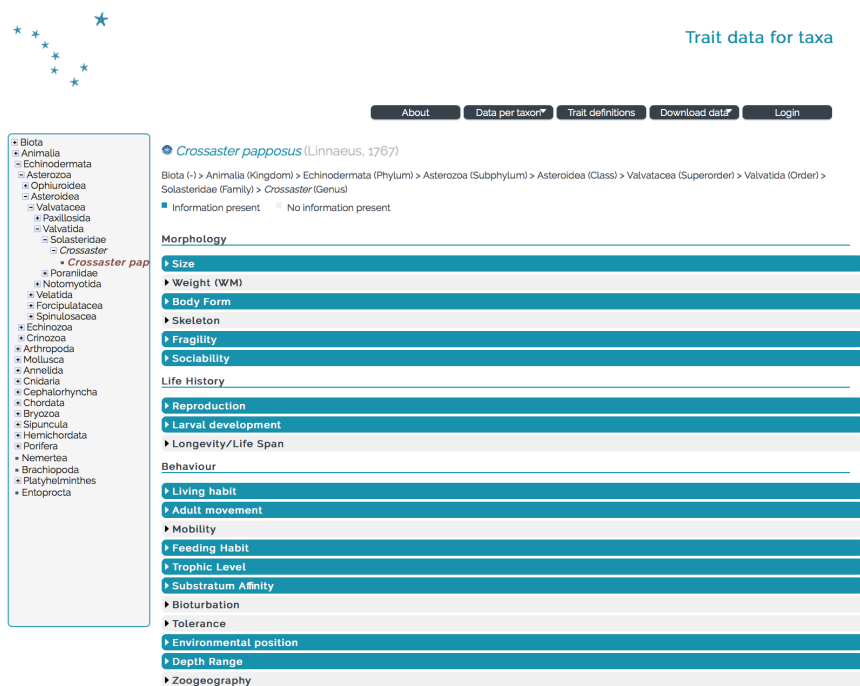 Trait data for taxa
About
Data per taxon
Trait definitions
Download data
Login
Biota
Animalia
Echinodermata
Asterozoa
Ophiuroidea
Asteroidea
Valvatacea
Paxillosida
Valvatida
Solasteridae
Crossaster
Crossaster pap
Poraniidae
Notomyotida
Velatida
Forcipulatacea
Spinulosacea
Echinozoa
Crinozoa
Arthropoda
Mollusca
Annelida
Cnidaria
Cephalorhyncha
Chordata
Bryozoa
Sipuncula
Hemichordata
Porifera
Nemertea
Brachiopoda
Platyhelminthes
Entoprocta
Crossaster papposus (Linnaeus, 1767)
Biota (-) > Animalia (Kingdom) > Echinodermata (Phylum) > Asterozoa (Subphylum) > Asteroidea (Class) > Valvatacea (Superorder) > Valvatida (Order) >
Solasteridae (Family) > Crossaster (Genus)
Information present No information present
Morphology
Size
Weight (WM)
Body Form
Skeleton
Fragility
Sociability
Life History
Reproduction
Larval development
Longevity/Life Span
Behaviour
Living habit
Adult movement
Mobility
Feeding Habit
Trophic Level
Substratum Affinity
Bioturbation
Tolerance
Environmental position
Depth Range
Zoogeography